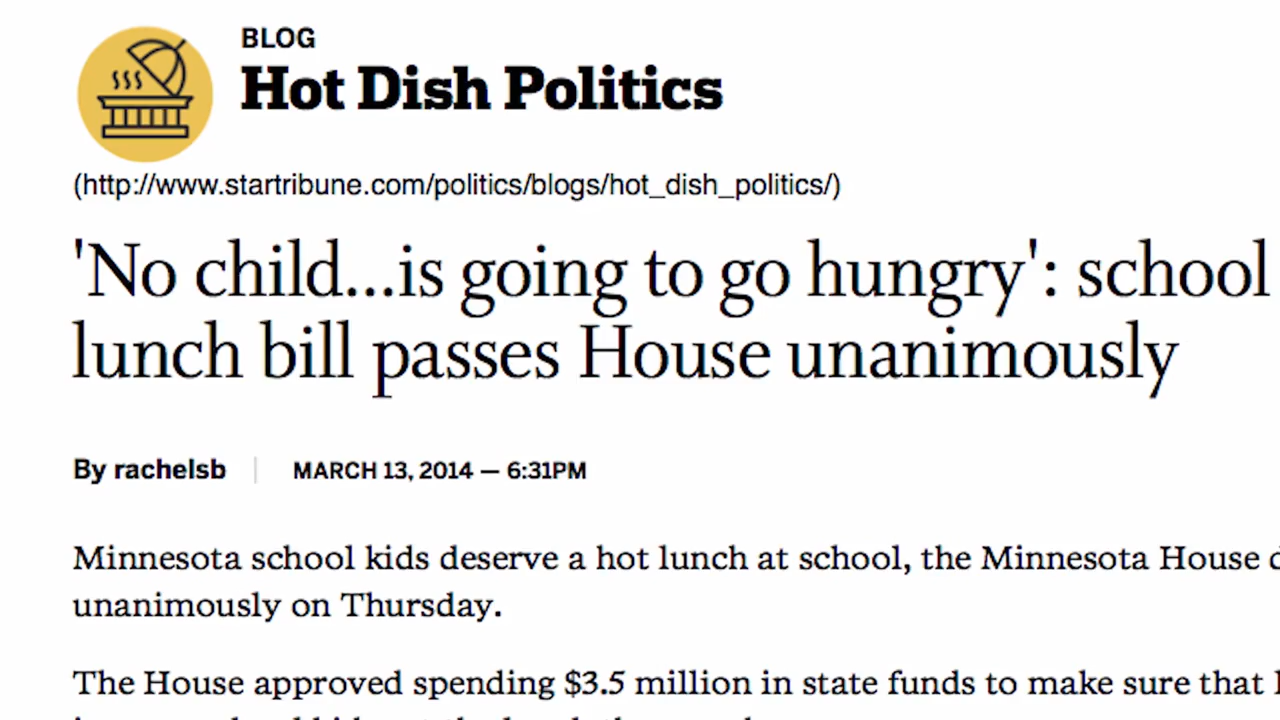 BLOG
Hot Dish Politics
(http://www.startribune.com/politics/blogs/hot_dish_politics/)
'No child...is going to go hungry': school
lunch bill passes House unanimously
By rachelsb
MARCH 13, 2014 — 6:31PM
Minnesota school kids deserve a hot lunch at school, the Minnesota House
unanimously on Thursday.
The House approved spending $3.5 million in state funds to make sure that